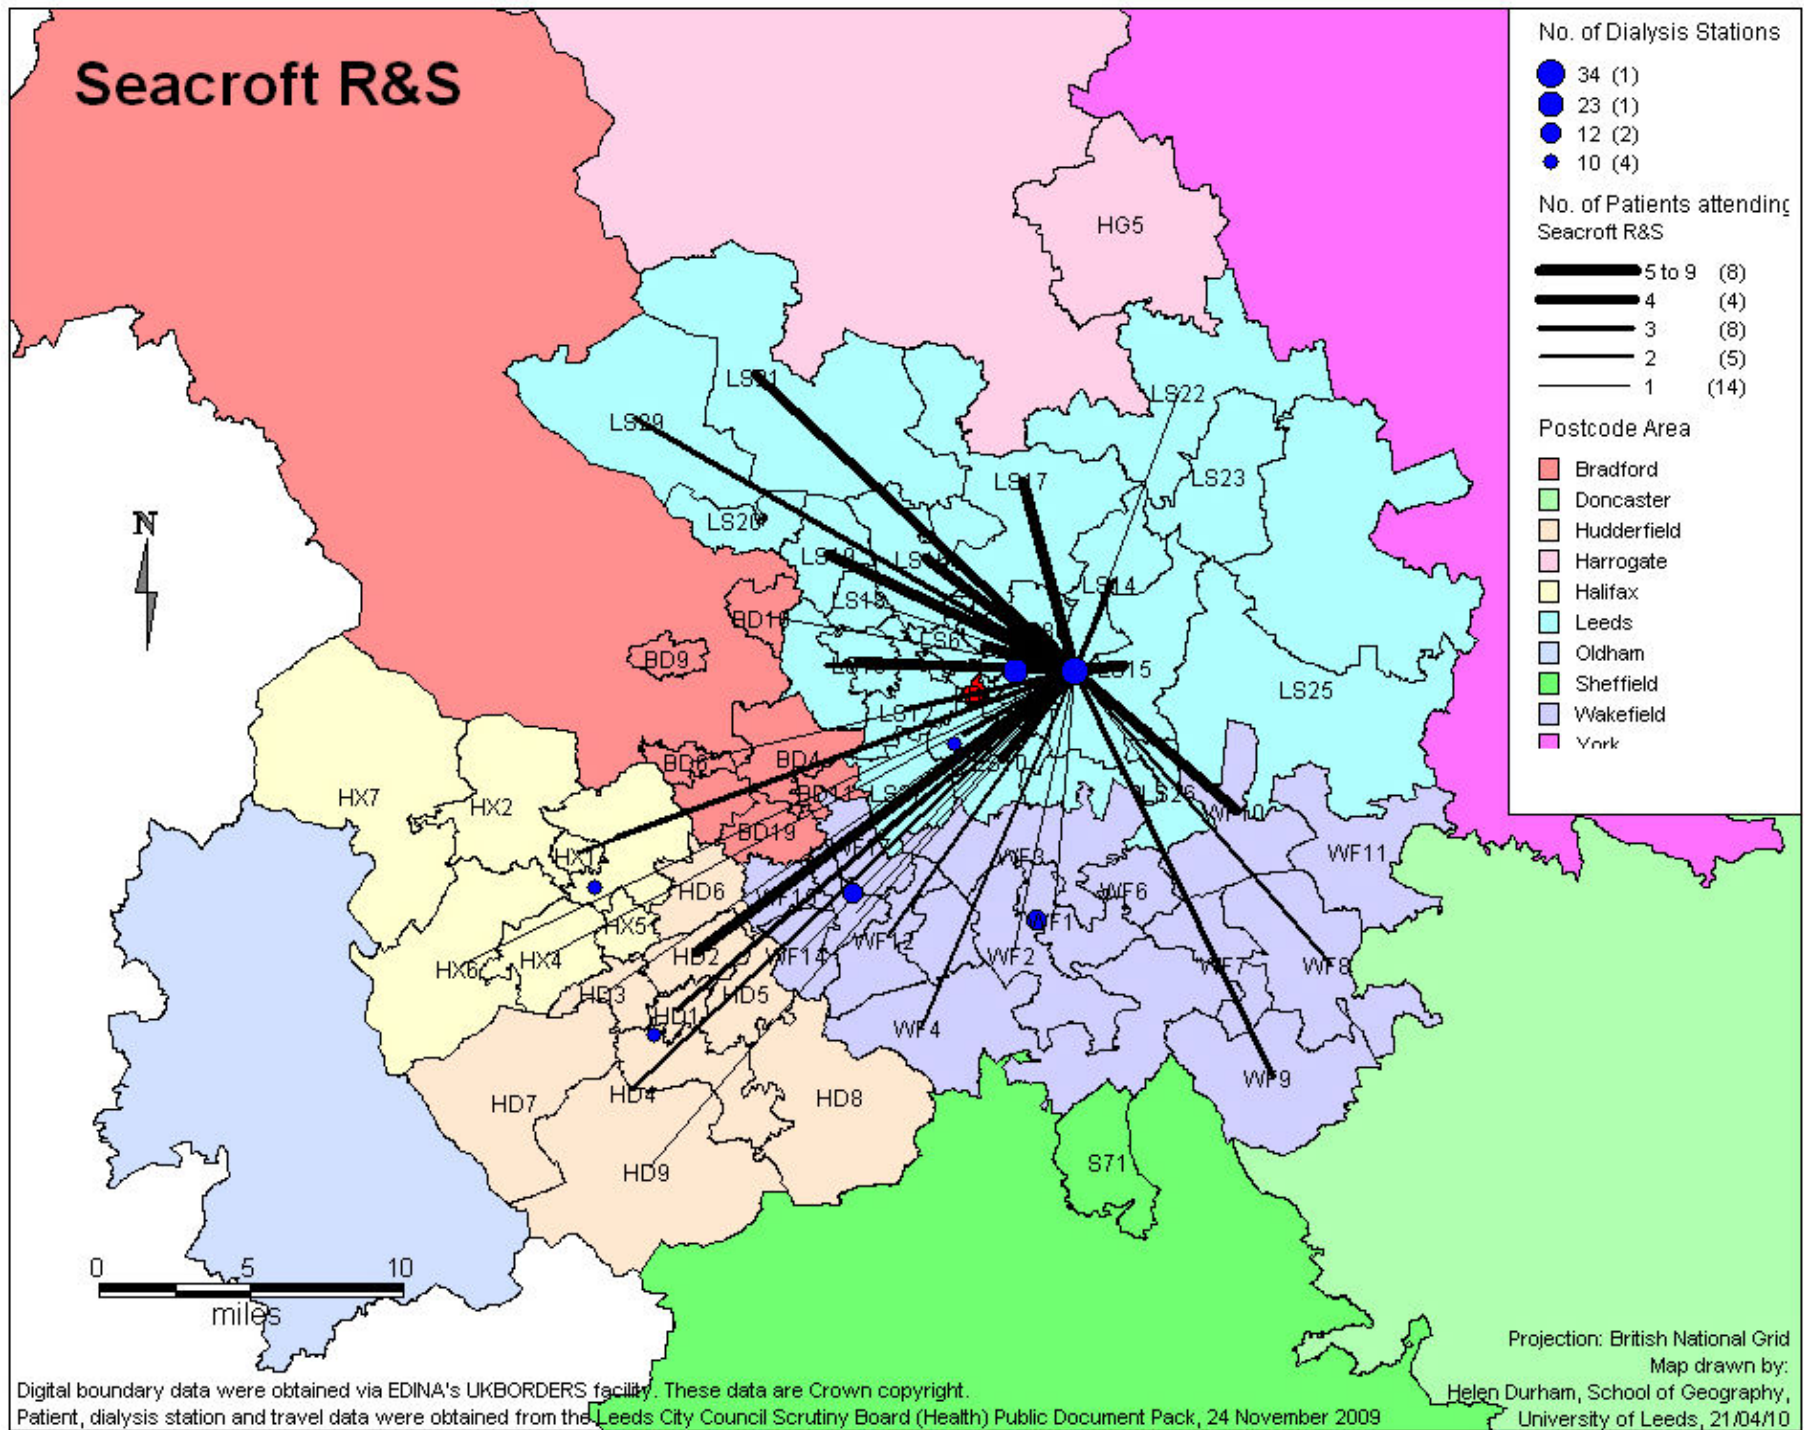 Seacroft R&S
No. of Dialysis Stations
34 (1)
23 (1)
12 (2)
10 (4)
No. of Patients attending
Seacroft R&S
5 to 9 (8)
4 (4)
3 (8)
2 (5)
1 (14)
Postcode Area
Bradford
Doncaster
Hudderfield
Harrogate
Halifax
Leeds
Oldham
Sheffield
Wakefield
York
HG5
LS21
LS22
LS29
LS17
LS23
LS20
N
LS14
BD9
LS6
LS15
LS25
BD4
BD11
HX7
HX2
BD19
WF10
HX1
WF3
WF11
HD6
WF6
HX5
WF1
WF12
HD2
WF14
WF2
HX4
HX6
WF7
WF8
HD3
HD5
HD1
WF4
WF9
HD4
HD7
HD8
HD9
S71
0 5 10
miles
Projection: British National Grid
Map drawn by:
Helen Durham, School of Geography,
University of Leeds, 21/04/10
Digital boundary data were obtained via EDINA's UKBORDERS facility. These data are Crown copyright.
Patient, dialysis station and travel data were obtained from the Leeds City Council Scrutiny Board (Health) Public Document Pack, 24 November 2009